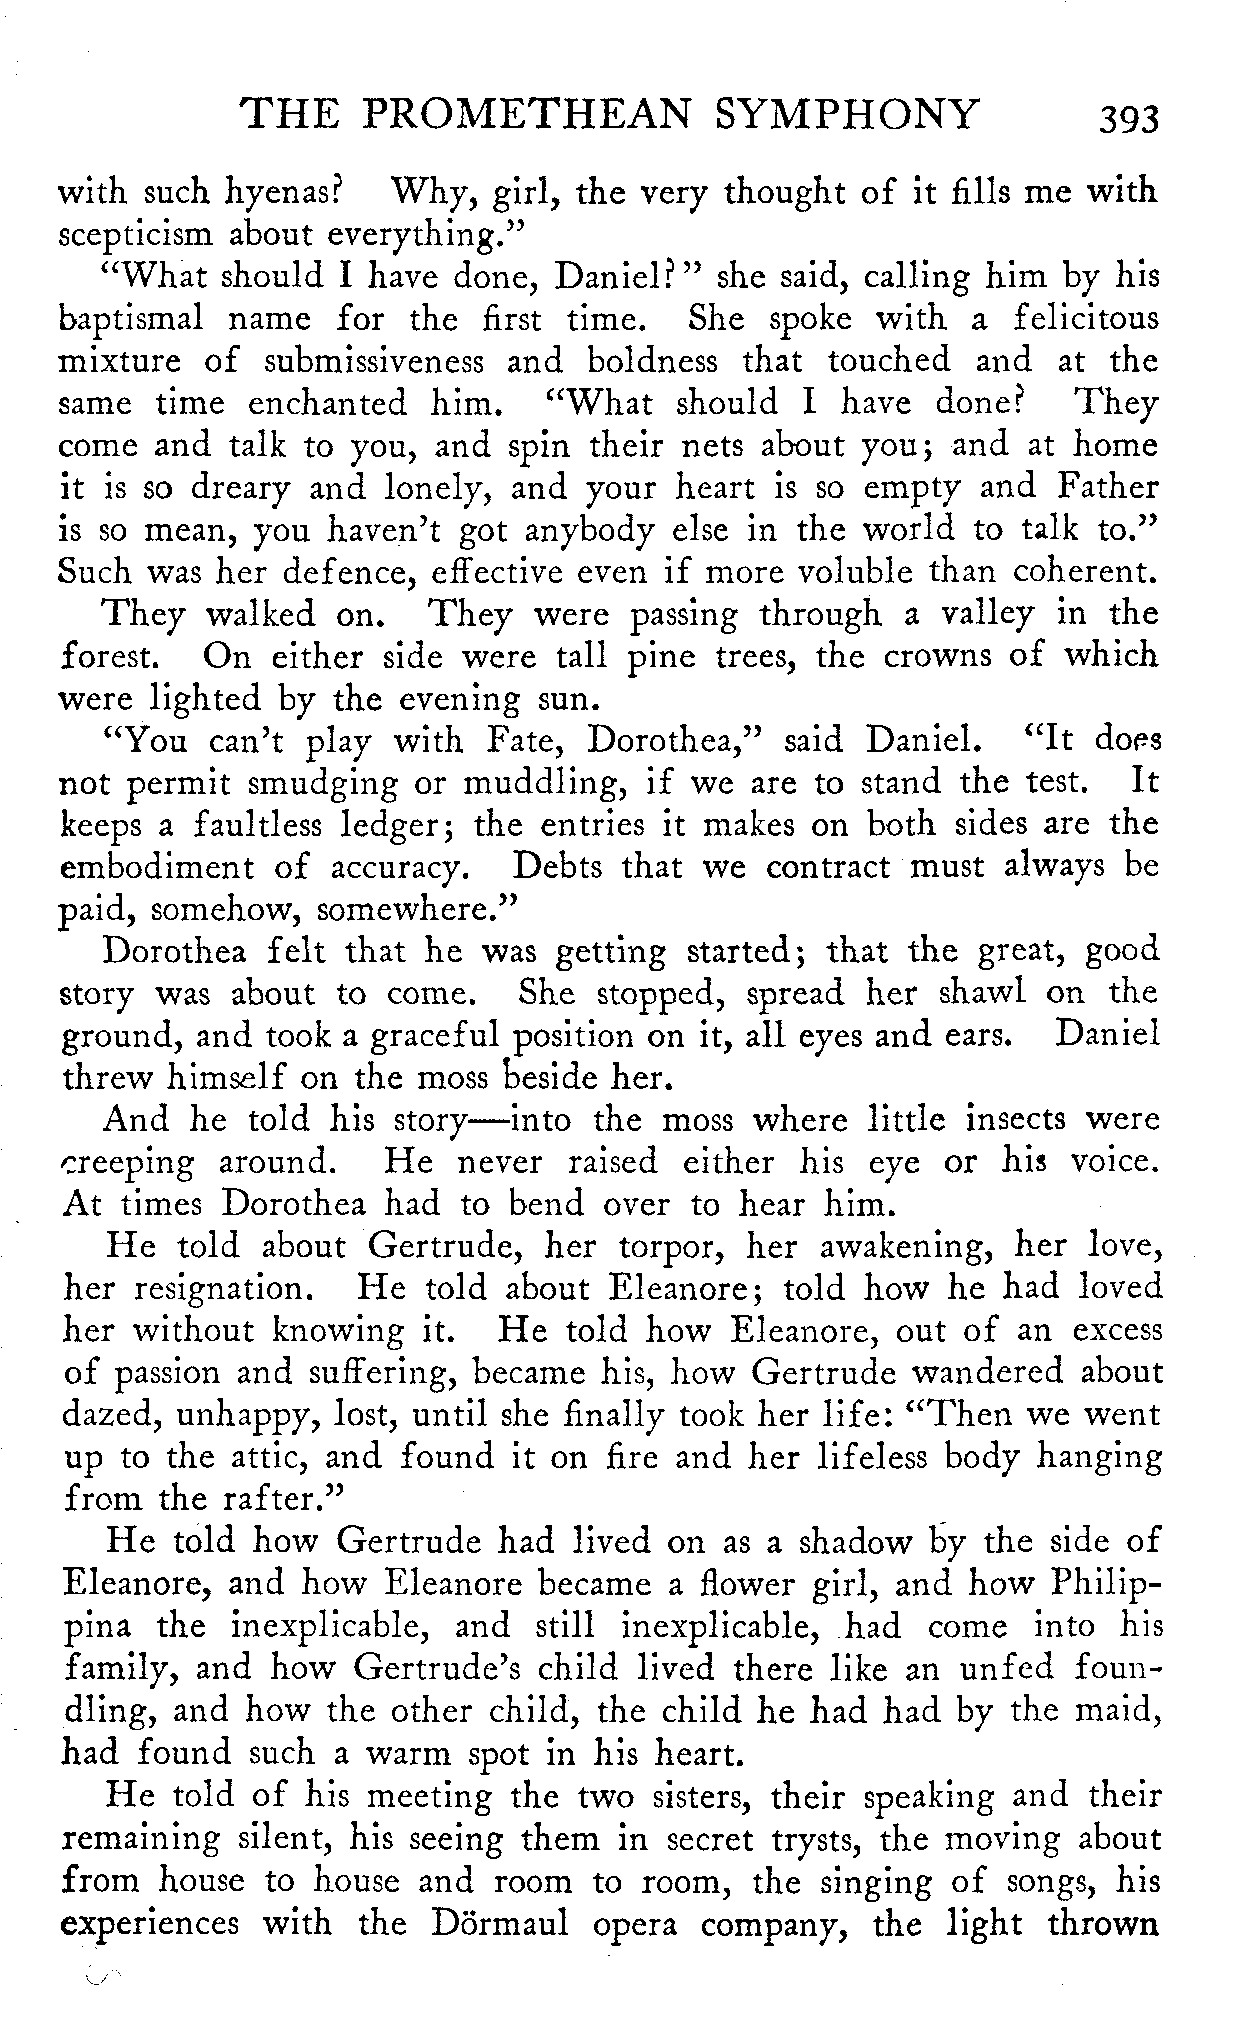 THE PROMETHEAN SYMPHONY 393
with such hyenas? Why, girl, the very thought of it fills me with
scepticism about everything.”
“What should I have done, Daniel?” she said, calling him by his
baptismal name for the first time. She spoke with a felicitous
mixture of submissiveness and boldness that touched and at the
same time enchanted him. “What should I have done? They
come and talk to you, and spin their nets about you; and at home
it is so dreary and lonely, and your heart is so empty and Father
is so mean, you haven’t got anybody else in the world to talk to.”
Such was her defence, effective even if more voluble than coherent.
They walked on. They were passing through a valley in the
forest. On either side were tall pine trees, the crowns of which
were lighted by the evening sun.
“You can’t play with Fate, Dorothea,” said Daniel. “It does
not permit smudging or muddling, if we are to stand the test. It
keeps a faultless ledger; the entries it makes on both sides are the
embodiment of accuracy. Debts that we contract must always be
paid, somehow, somewhere.”
Dorothea felt that he was getting started; that the great, good
story was about to come. She stopped, spread her shawl on the
ground, and took a graceful position on it, all eyes and ears. Daniel
threw himself on the moss beside her.
And he told his story—into the moss where little insects were
creeping around. He never raised either his eye or his voice.
At times Dorothea had to bend over to hear him.
He told about Gertrude, her torpor, her awakening, her love,
her resignation. He told about Eleanore; told how he had loved
her without knowing it. He told how Eleanore, out of an excess
of passion and suffering, became his, how Gertrude wandered about
dazed, unhappy, lost, until she finally took her life: “Then we went
up to the attic, and found it on fire and her lifeless body hanging
from the rafter.”
He told how Gertrude had lived on as a shadow by the side of
Eleanore, and how Eleanore became a flower girl, and how Philip-
pina the inexplicable, and still inexplicable, had come into his
family, and how Gertrude’s child lived there like an unfed foun-
dling, and how the other child, the child he had had by the maid,
had found such a warm spot in his heart.
He told of his meeting the two sisters, their speaking and their
remaining silent, his seeing them in secret trysts, the moving about
from house to house and room to room, the singing of songs, his
experiences with the Dörmaul opera company, the light thrown